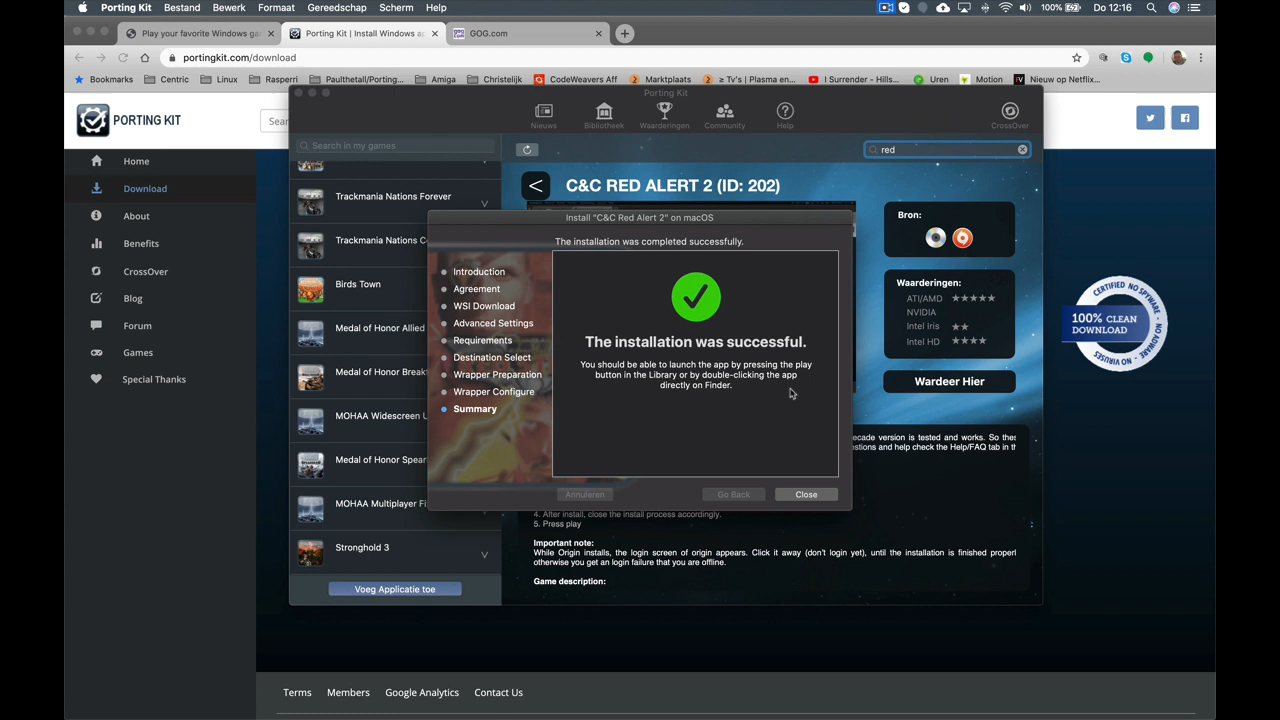 Porting Kit Bestand Bewerk Formaat Gereedschap Scherm Help 100% Do 12:16
Play your favorite Windows ga
Porting Kit | Install Windows a
GOG.com
portingkit.com/download
Bookmarks Centric Linux Rasperri Paulthetall/Porting... Amiga Christelijk CodeWeavers Aff Marktplaats ≥ Tv's | Plasma en... I Surrender - Hills... Uren Motion Nieuw op Netflix...
PORTING KIT
Sear
Home
Download
About
Benefits
CrossOver
Blog
Forum
Games
Special Thanks
Porting Kit
Nieuws
Bibliotheek
Waarderingen
Community
Help
CrossOver
Search in my games
red
Trackmania Nations Forever
Trackmania Nations C
Birds Town
Medal of Honor Allied
Medal of Honor Break
MOHAA Widescreen U
Medal of Honor Spear
MOHAA Multiplayer Fi
Stronghold 3
Voeg Applicatie toe
< C&C RED ALERT 2 (ID: 202)
Bron:
Waarderingen:
ATI/AMD ★★★★★
NVIDIA
Intel Iris ★★
Intel HD ★★★★
Wardeer Hier
Install "C&C Red Alert 2" on macOS
The installation was completed successfully.
Introduction
Agreement
WSI Download
Advanced Settings
Requirements
Destination Select
Wrapper Preparation
Wrapper Configure
Summary
The installation was successful.
You should be able to launch the app by pressing the play
button in the Library or by double-clicking the app
directly on Finder.
Annuleren
Go Back
Close
ecade version is tested and works. So thes
estions and help check the Help/FAQ tab in th
4. After install, close the install process accordingly.
5. Press play
Important note:
While Origin installs, the login screen of origin appears. Click it away (don't login yet), until the installation is finished properl
otherwise you get an login failure that you are offline.
Game description:
CERTIFIED NO SPYWARE
100% CLEAN
DOWNLOAD
NO VIRUSES NO ADWARE
Terms
Members
Google Analytics
Contact Us